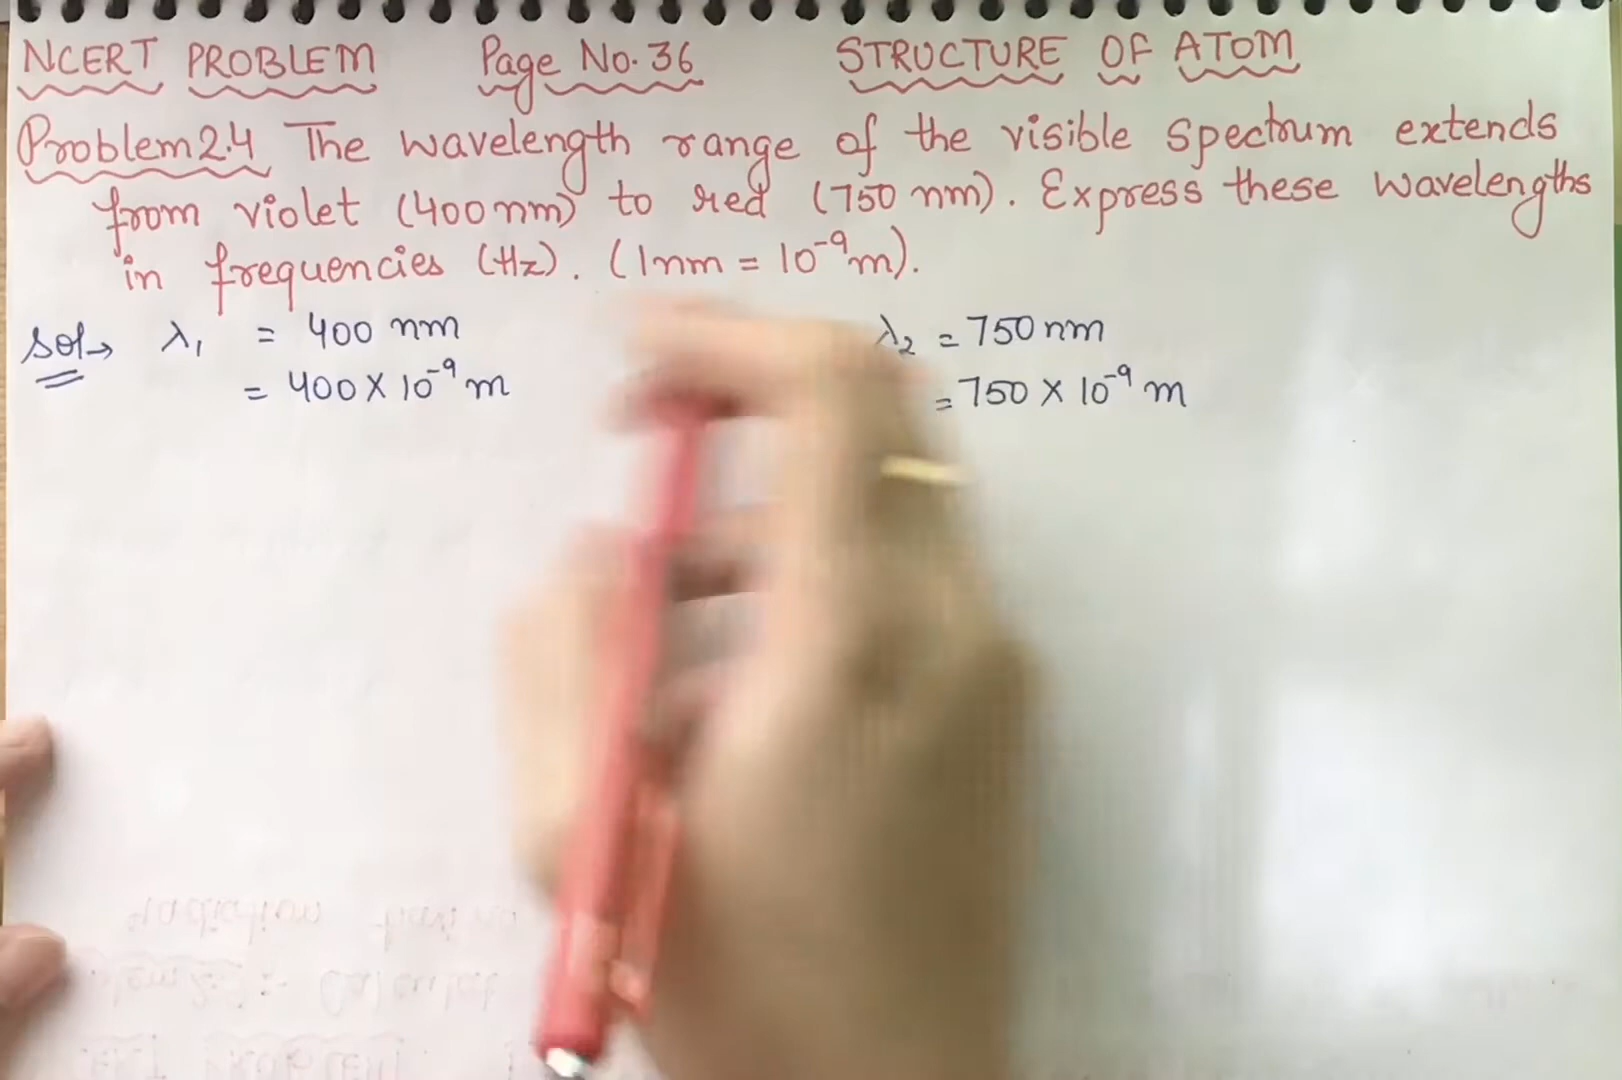 NCERT PROBLEM Page No. 36 STRUCTURE OF ATOM
Problem 2.4 The wavelength range of the visible spectrum extends
from violet (400 nm) to red (750 nm). Express these wavelengths
in frequencies (Hz). (1nm = 10⁻⁹m).
Sol→ λ₁ = 400 nm λ₂ = 750 nm
= 400 × 10⁻⁹ m = 750 × 10⁻⁹ m